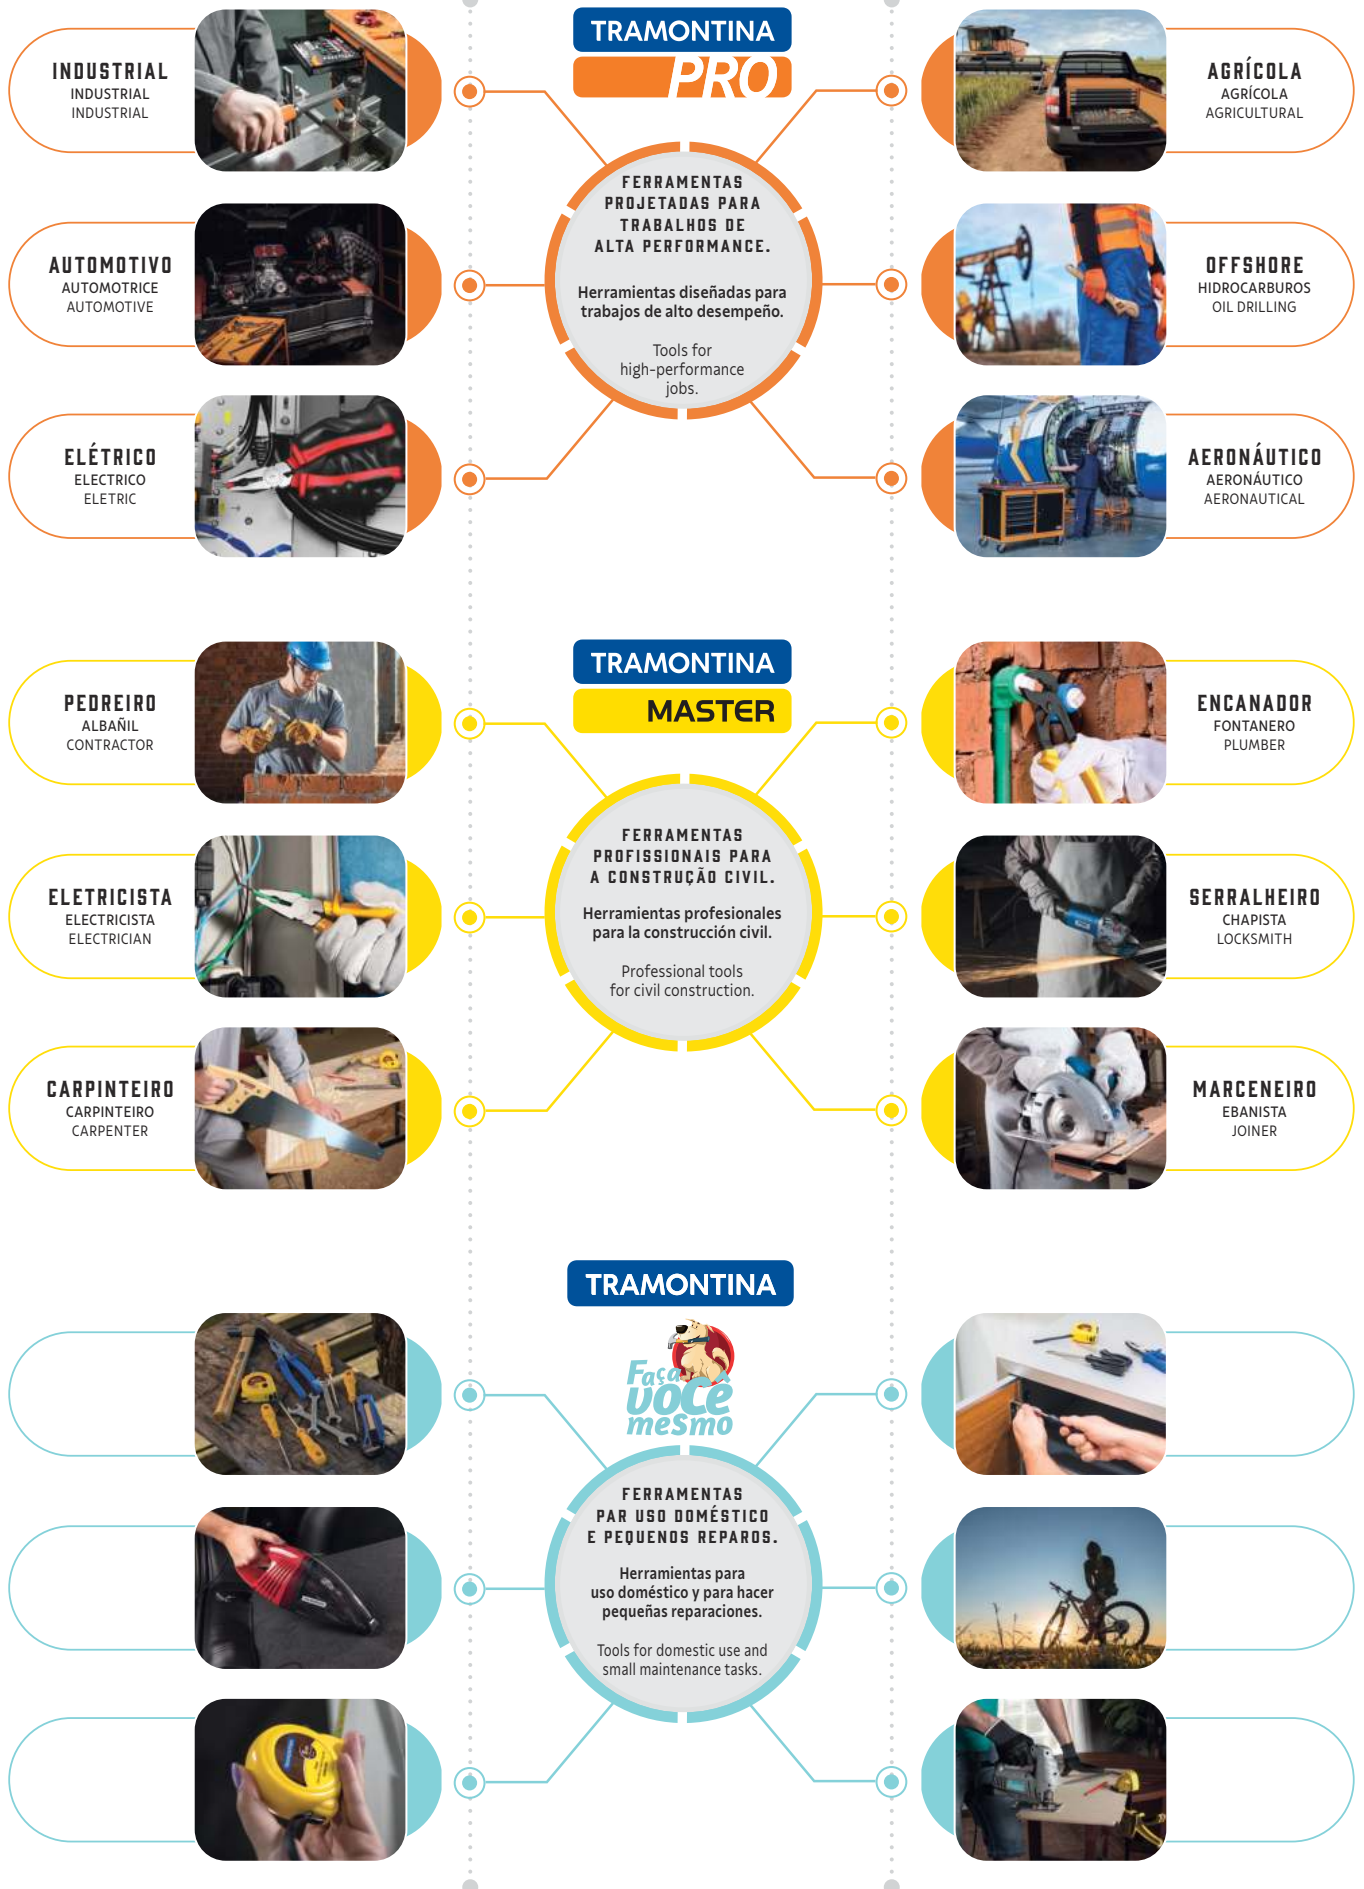 TRAMONTINA
PRO
INDUSTRIAL
INDUSTRIAL
INDUSTRIAL
AUTOMOTIVO
AUTOMOTRICE
AUTOMOTIVE
ELÉTRICO
ELECTRICO
ELETRIC
FERRAMENTAS
PROJETADAS PARA
TRABALHOS DE
ALTA PERFORMANCE.
Herramientas diseñadas para
trabajos de alto desempeño.
Tools for
high-performance
jobs.
AGRÍCOLA
AGRÍCOLA
AGRICULTURAL
OFFSHORE
HIDROCARBUROS
OIL DRILLING
AERONÁUTICO
AERONÁUTICO
AERONAUTICAL
TRAMONTINA
MASTER
PEDREIRO
ALBAÑIL
CONTRACTOR
ELETRICISTA
ELECTRICISTA
ELECTRICIAN
CARPINTEIRO
CARPINTEIRO
CARPENTER
FERRAMENTAS
PROFISSIONAIS PARA
A CONSTRUÇÃO CIVIL.
Herramientas profesionales
para la construcción civil.
Professional tools
for civil construction.
ENCANADOR
FONTANERO
PLUMBER
SERRALHEIRO
CHAPISTA
LOCKSMITH
MARCENEIRO
EBANISTA
JOINER
TRAMONTINA
Faça
você
mesmo
FERRAMENTAS
PAR USO DOMÉSTICO
E PEQUENOS REPAROS.
Herramientas para
uso doméstico y para hacer
pequeñas reparaciones.
Tools for domestic use and
small maintenance tasks.